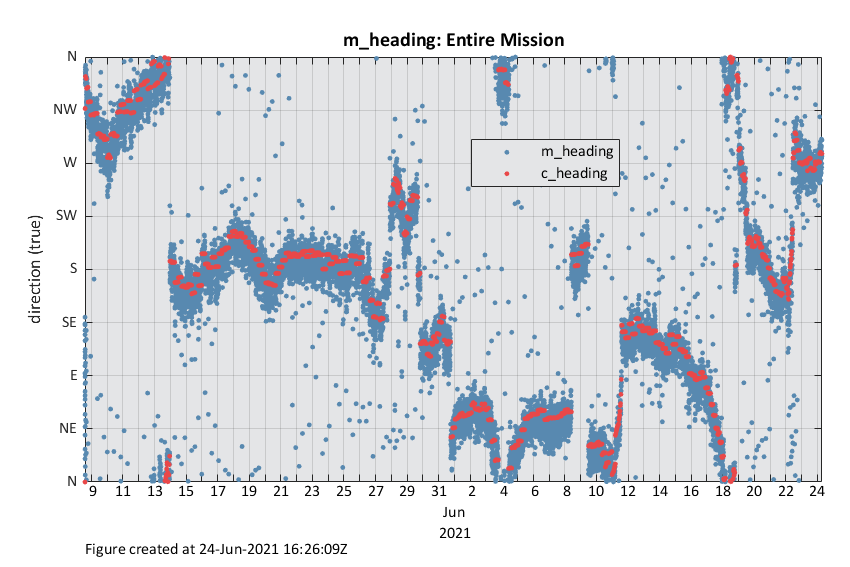 m_heading: Entire Mission
N
NW
W
SW
S
SE
E
NE
N
direction (true)
m_heading
c_heading
9 11 13 15 17 19 21 23 25 27 29 31 2 4 6 8 10 12 14 16 18 20 22 24
Jun
2021
Figure created at 24-Jun-2021 16:26:09Z